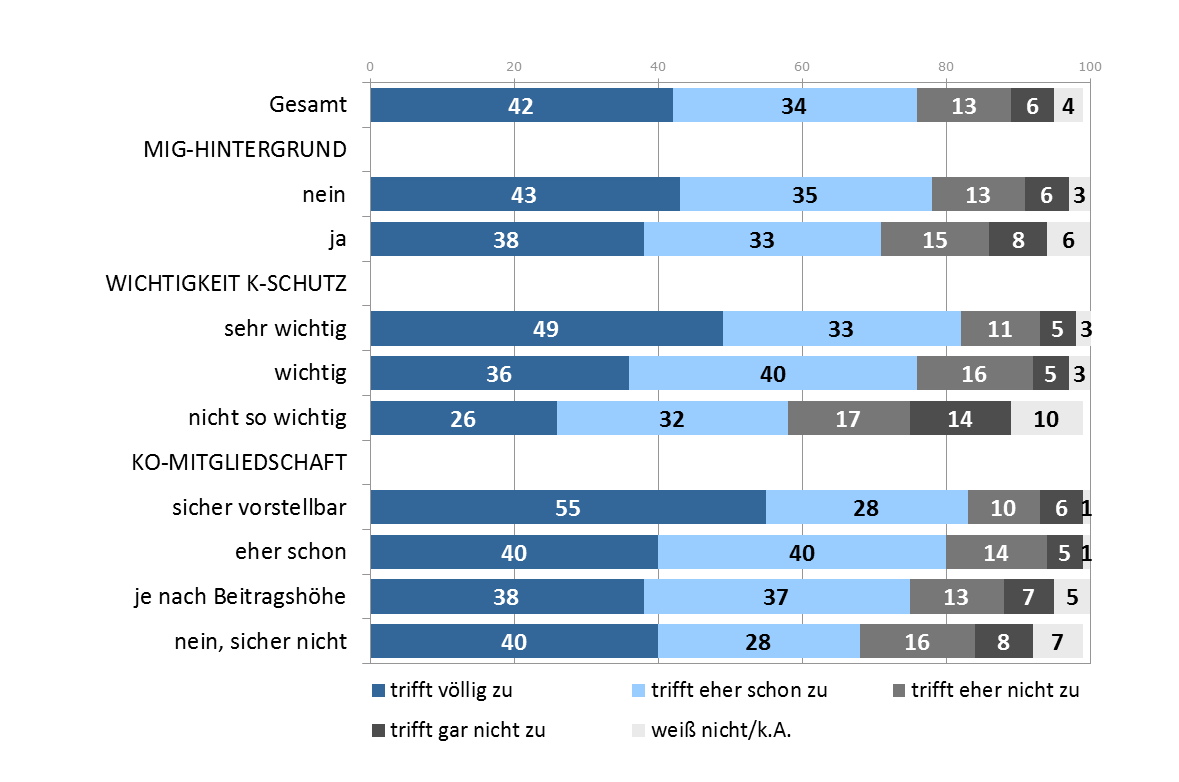 0 20 40 60 80 100
Gesamt 42 34 13 6 4
MIG-HINTERGRUND
nein 43 35 13 6 3
ja 38 33 15 8 6
WICHTIGKEIT K-SCHUTZ
sehr wichtig 49 33 11 5 3
wichtig 36 40 16 5 3
nicht so wichtig 26 32 17 14 10
KO-MITGLIEDSCHAFT
sicher vorstellbar 55 28 10 6 1
eher schon 40 40 14 5 1
je nach Beitragshöhe 38 37 13 7 5
nein, sicher nicht 40 28 16 8 7
trifft völlig zu trifft eher schon zu trifft eher nicht zu
trifft gar nicht zu weiß nicht/k.A.